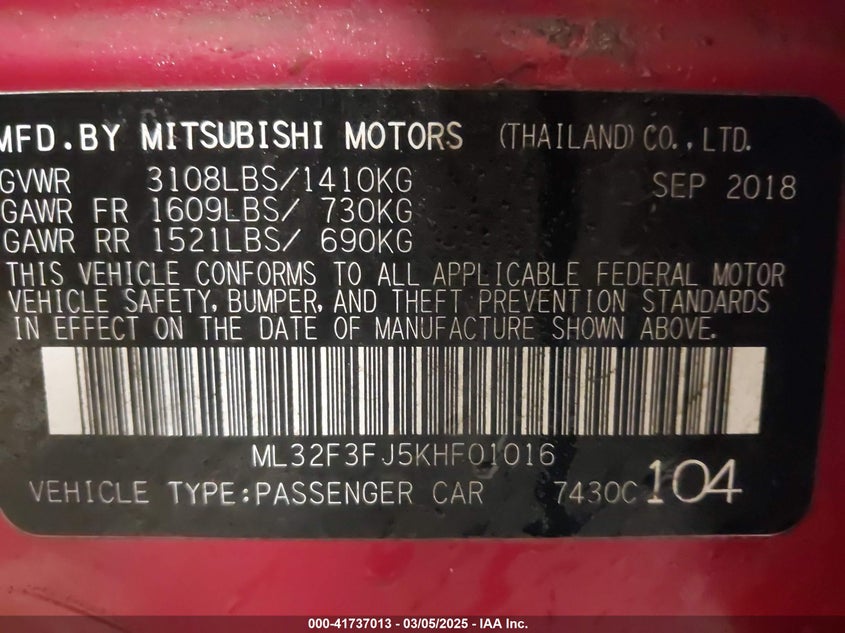 MFD.BY MITSUBISHI MOTORS (THAILAND) CO., LTD.
GVWR 3108LBS/1410KG SEP 2018
GAWR FR 1609LBS/ 730KG
GAWR RR 1521LBS/ 690KG
THIS VEHICLE CONFORMS TO ALL APPLICABLE FEDERAL MOTOR
VEHICLE SAFETY, BUMPER, AND THEFT PREVENTION STANDARDS
IN EFFECT ON THE DATE OF MANUFACTURE SHOWN ABOVE.
ML32F3FJ5KHF01016
VEHICLE TYPE:PASSENGER CAR 7430C 104
000-41737013 - 03/05/2025 - IAA Inc.